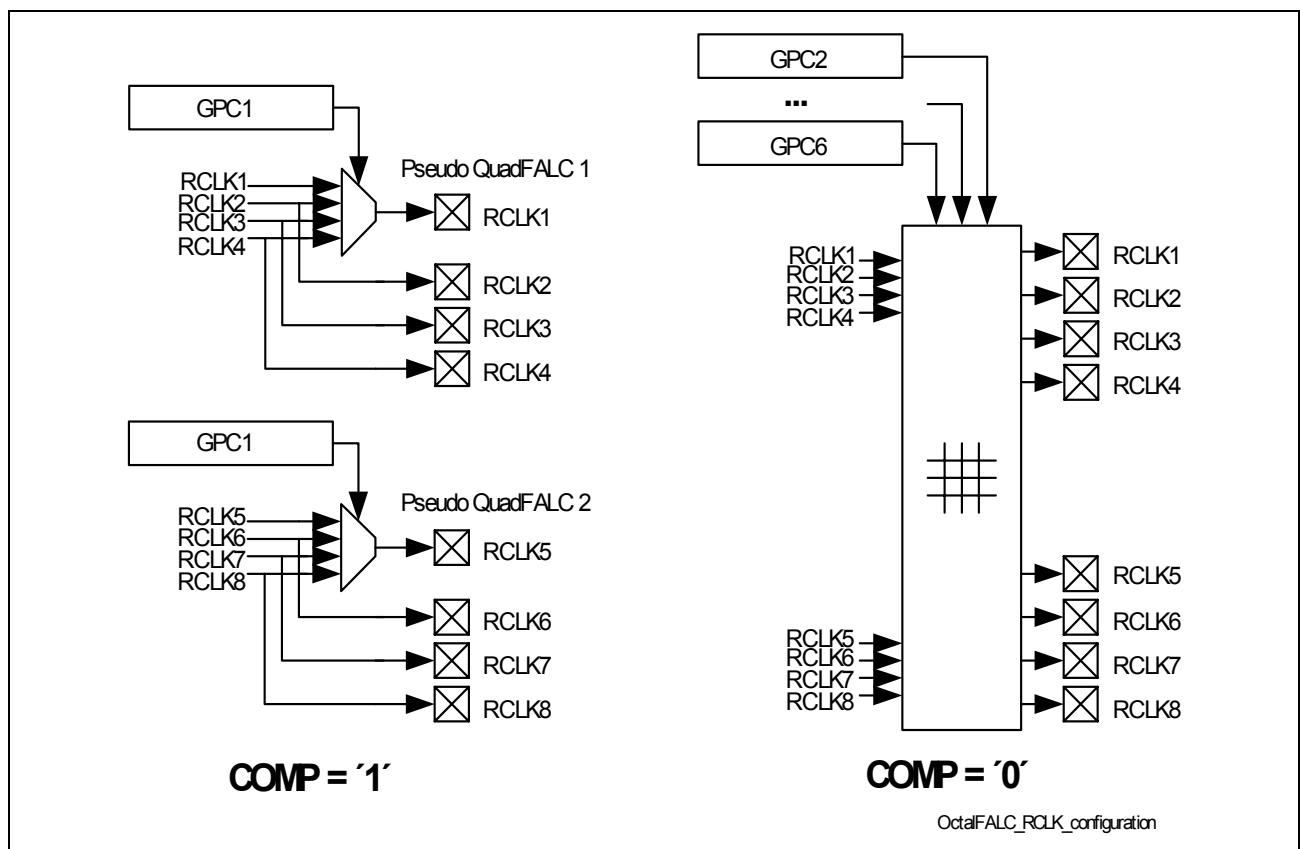 GPC1
RCLK1
RCLK2
RCLK3
RCLK4
Pseudo QuadFALC 1
RCLK1
RCLK2
RCLK3
RCLK4
GPC1
RCLK5
RCLK6
RCLK7
RCLK8
Pseudo QuadFALC 2
RCLK5
RCLK6
RCLK7
RCLK8
COMP = ´1´
GPC2
...
GPC6
RCLK1
RCLK2
RCLK3
RCLK4
RCLK5
RCLK6
RCLK7
RCLK8
RCLK1
RCLK2
RCLK3
RCLK4
RCLK5
RCLK6
RCLK7
RCLK8
COMP = ´0´
OctalFALC_RCLK_configuration